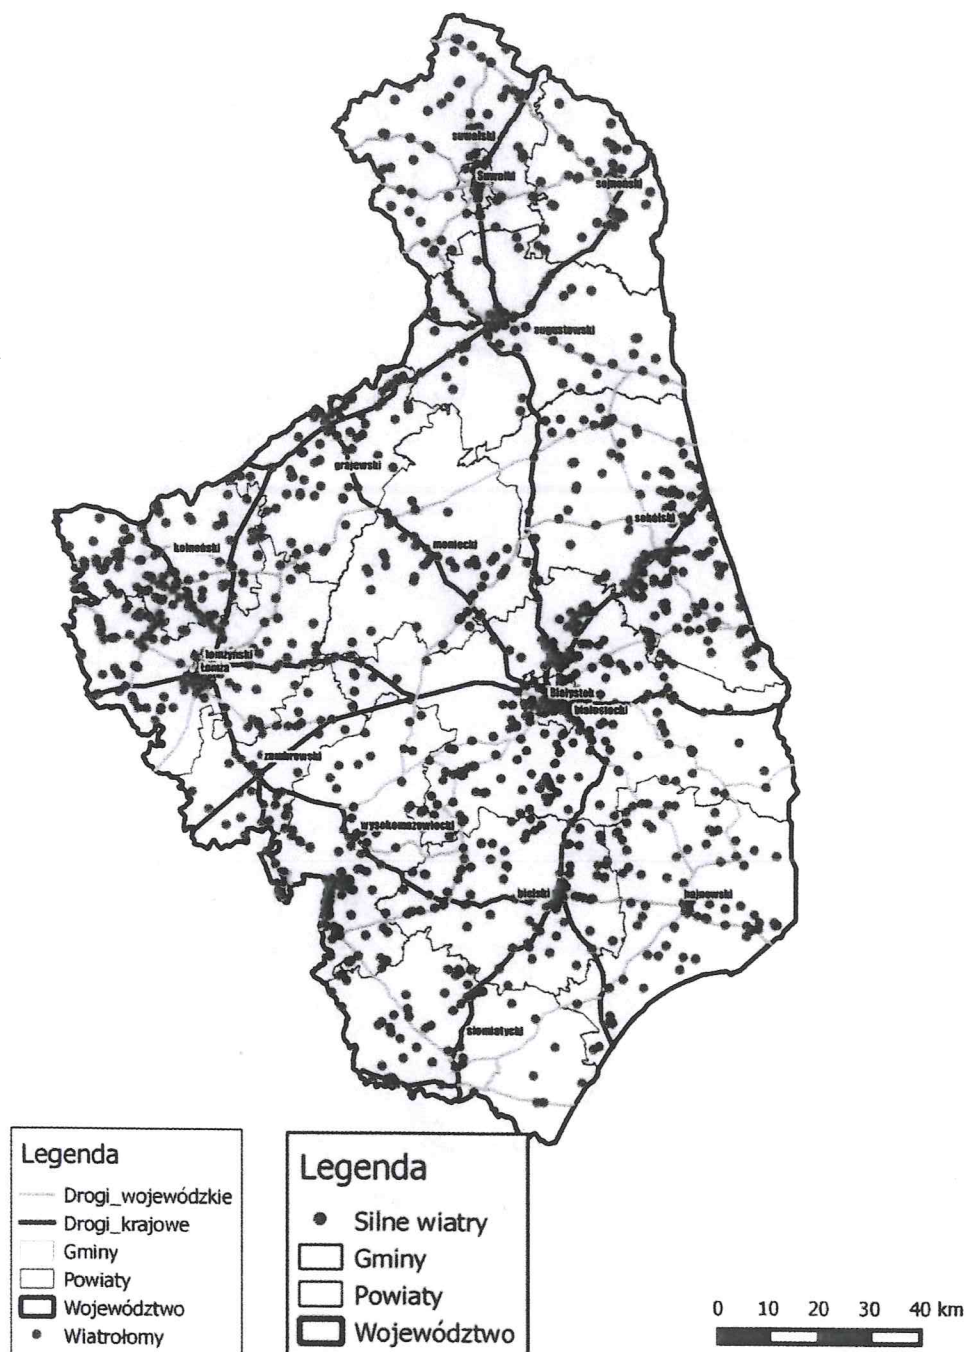 suwalski
Suwałki
sejneński
augustowski
grajewski
kolneński
moniecki
sokólski
łomżyński
Łomża
Białystok
białostocki
zambrowski
wysokomazowiecki
bielski
hajnowski
siemiatycki
Legenda
Drogi_wojewódzkie
Drogi_krajowe
Gminy
Powiaty
Województwo
Wiatrołomy
Legenda
Silne wiatry
Gminy
Powiaty
Województwo
0 10 20 30 40 km